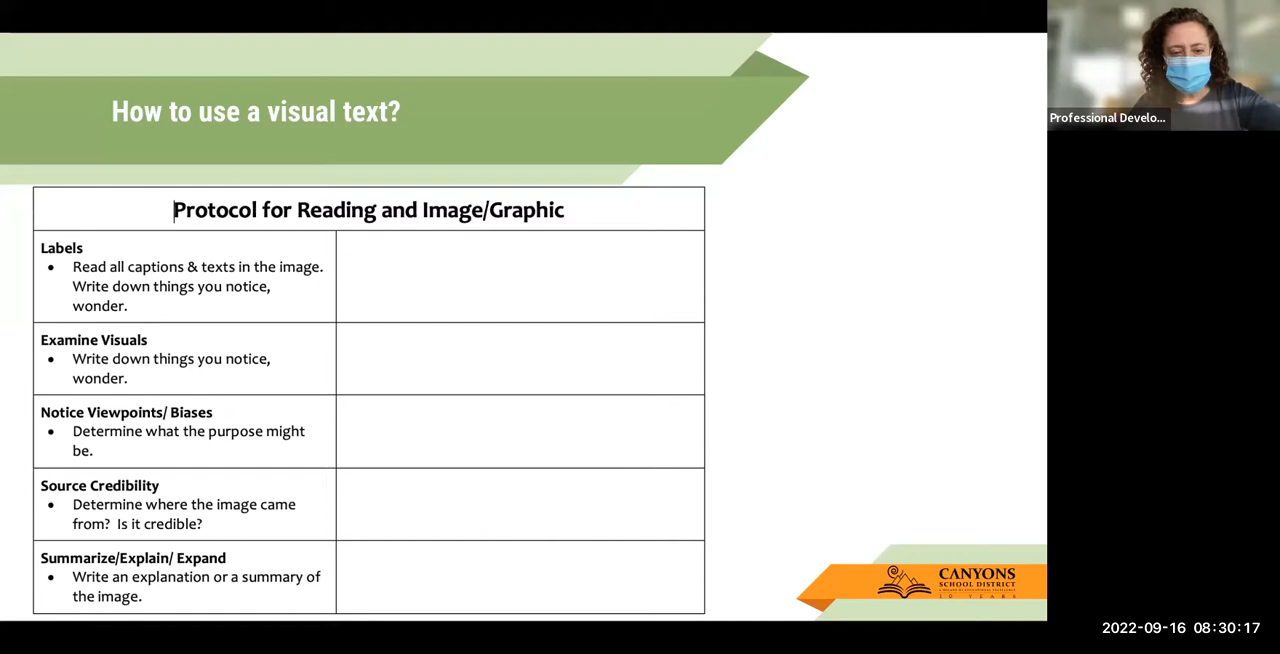 How to use a visual text?
Protocol for Reading and Image/Graphic
Labels
• Read all captions & texts in the image.
Write down things you notice,
wonder.
Examine Visuals
• Write down things you notice,
wonder.
Notice Viewpoints/ Biases
• Determine what the purpose might
be.
Source Credibility
• Determine where the image came
from? Is it credible?
Summarize/Explain/ Expand
• Write an explanation or a summary of
the image.
CANYONS
SCHOOL DISTRICT
10 YEARS
Professional Develo...
2022-09-16 08:30:17